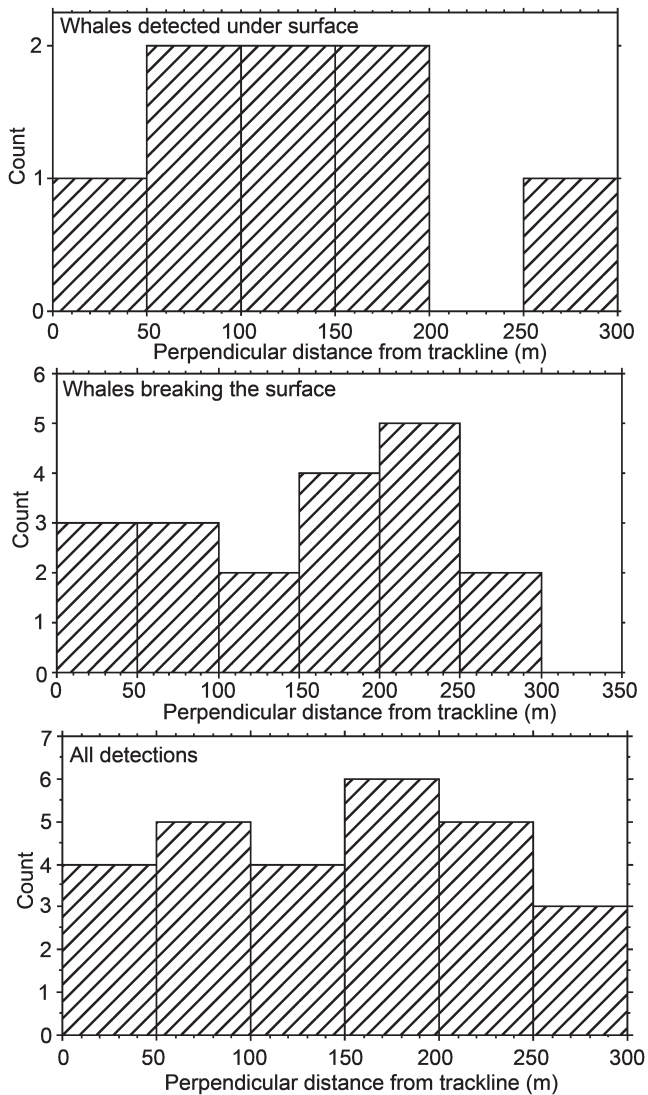 Whales detected under surface
2
1
0
Count
0 50 100 150 200 250 300
Perpendicular distance from trackline (m)
Whales breaking the surface
6
5
4
3
2
1
0
Count
0 50 100 150 200 250 300 350
Perpendicular distance from trackline (m)
All detections
7
6
5
4
3
2
1
0
Count
0 50 100 150 200 250 300
Perpendicular distance from trackline (m)